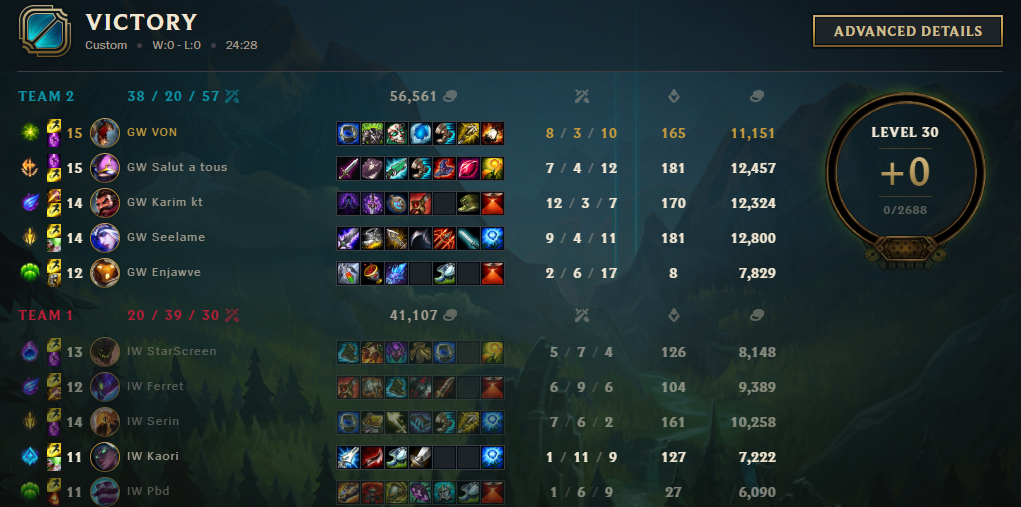 VICTORY
Custom • W:0 - L:0 • 24:28
ADVANCED DETAILS
TEAM 2 38 / 20 / 57 56,561
15 GW VON 8 / 3 / 10 165 11,151
15 GW Salut a tous 7 / 4 / 12 181 12,457
14 GW Karim kt 12 / 3 / 7 170 12,324
14 GW Seelame 9 / 4 / 11 181 12,800
12 GW Enjawve 2 / 6 / 17 8 7,829
LEVEL 30
+0
0/2688
TEAM 1 20 / 39 / 30 41,107
13 IW StarScreen 5 / 7 / 4 126 8,148
12 IW Ferret 6 / 9 / 6 104 9,389
14 IW Serin 7 / 6 / 2 161 10,258
11 IW Kaori 1 / 11 / 9 127 7,222
11 IW Pbd 1 / 6 / 9 27 6,090